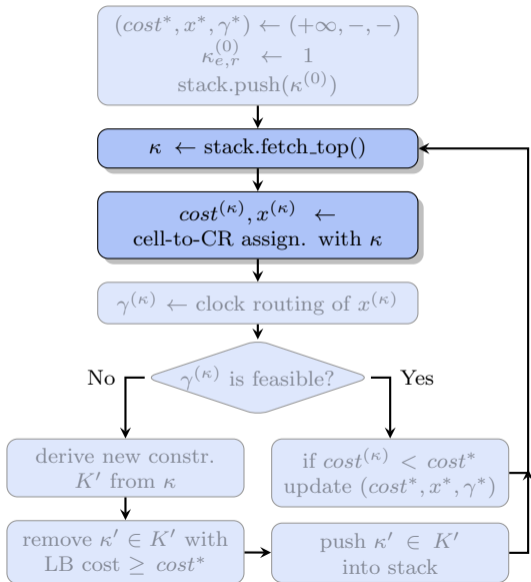 (cost*, x*, γ*) ← (+∞, −, −)
κ_{e,r}^{(0)} ← 1
stack.push(κ^{(0)})
κ ← stack.fetch_top()
cost^{(κ)}, x^{(κ)} ←
cell-to-CR assign. with κ
γ^{(κ)} ← clock routing of x^{(κ)}
γ^{(κ)} is feasible?
No
Yes
derive new constr.
K′ from κ
if cost^{(κ)} < cost*
update (cost*, x*, γ*)
remove κ′ ∈ K′ with
LB cost ≥ cost*
push κ′ ∈ K′
into stack